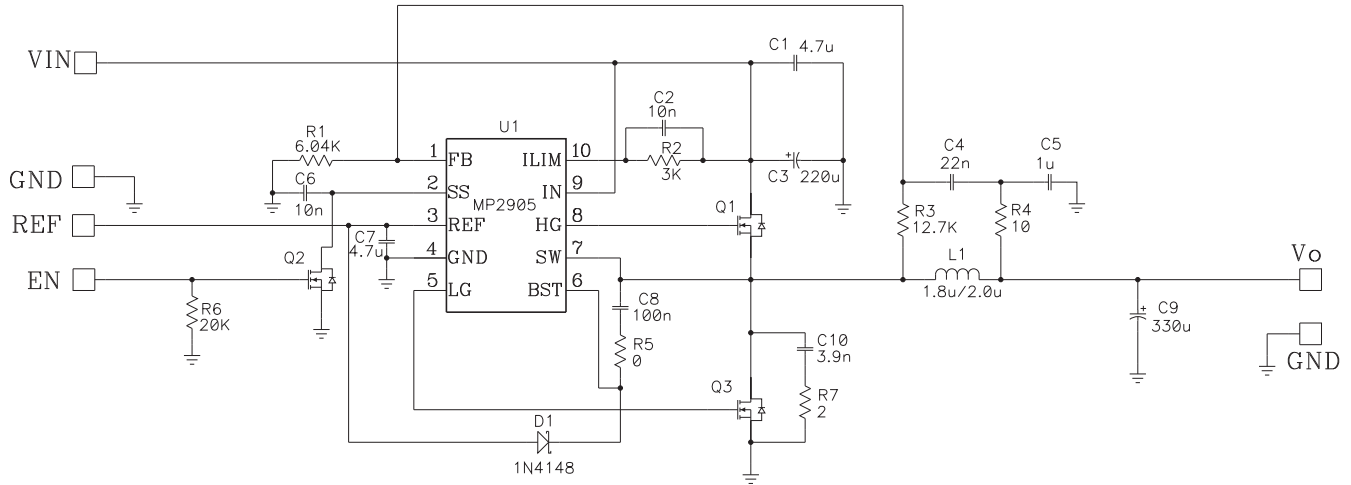 C1 4.7u
VIN
C2
10n
U1
R1
6.04K
R2
3K
C3 220u
1 FB
ILIM 10
C4
22n
C5
1u
GND
C6
10n
2 SS
IN 9
MP2905
REF
3 REF
HG 8
Q1
R3
12.7K
R4
10
C7
4.7u
4 GND
SW 7
Q2
L1
1.8u/2.0u
Vo
EN
5 LG
BST 6
R6
20K
C8
100n
C9
330u
R5
0
C10
3.9n
GND
Q3
R7
2
D1
1N4148